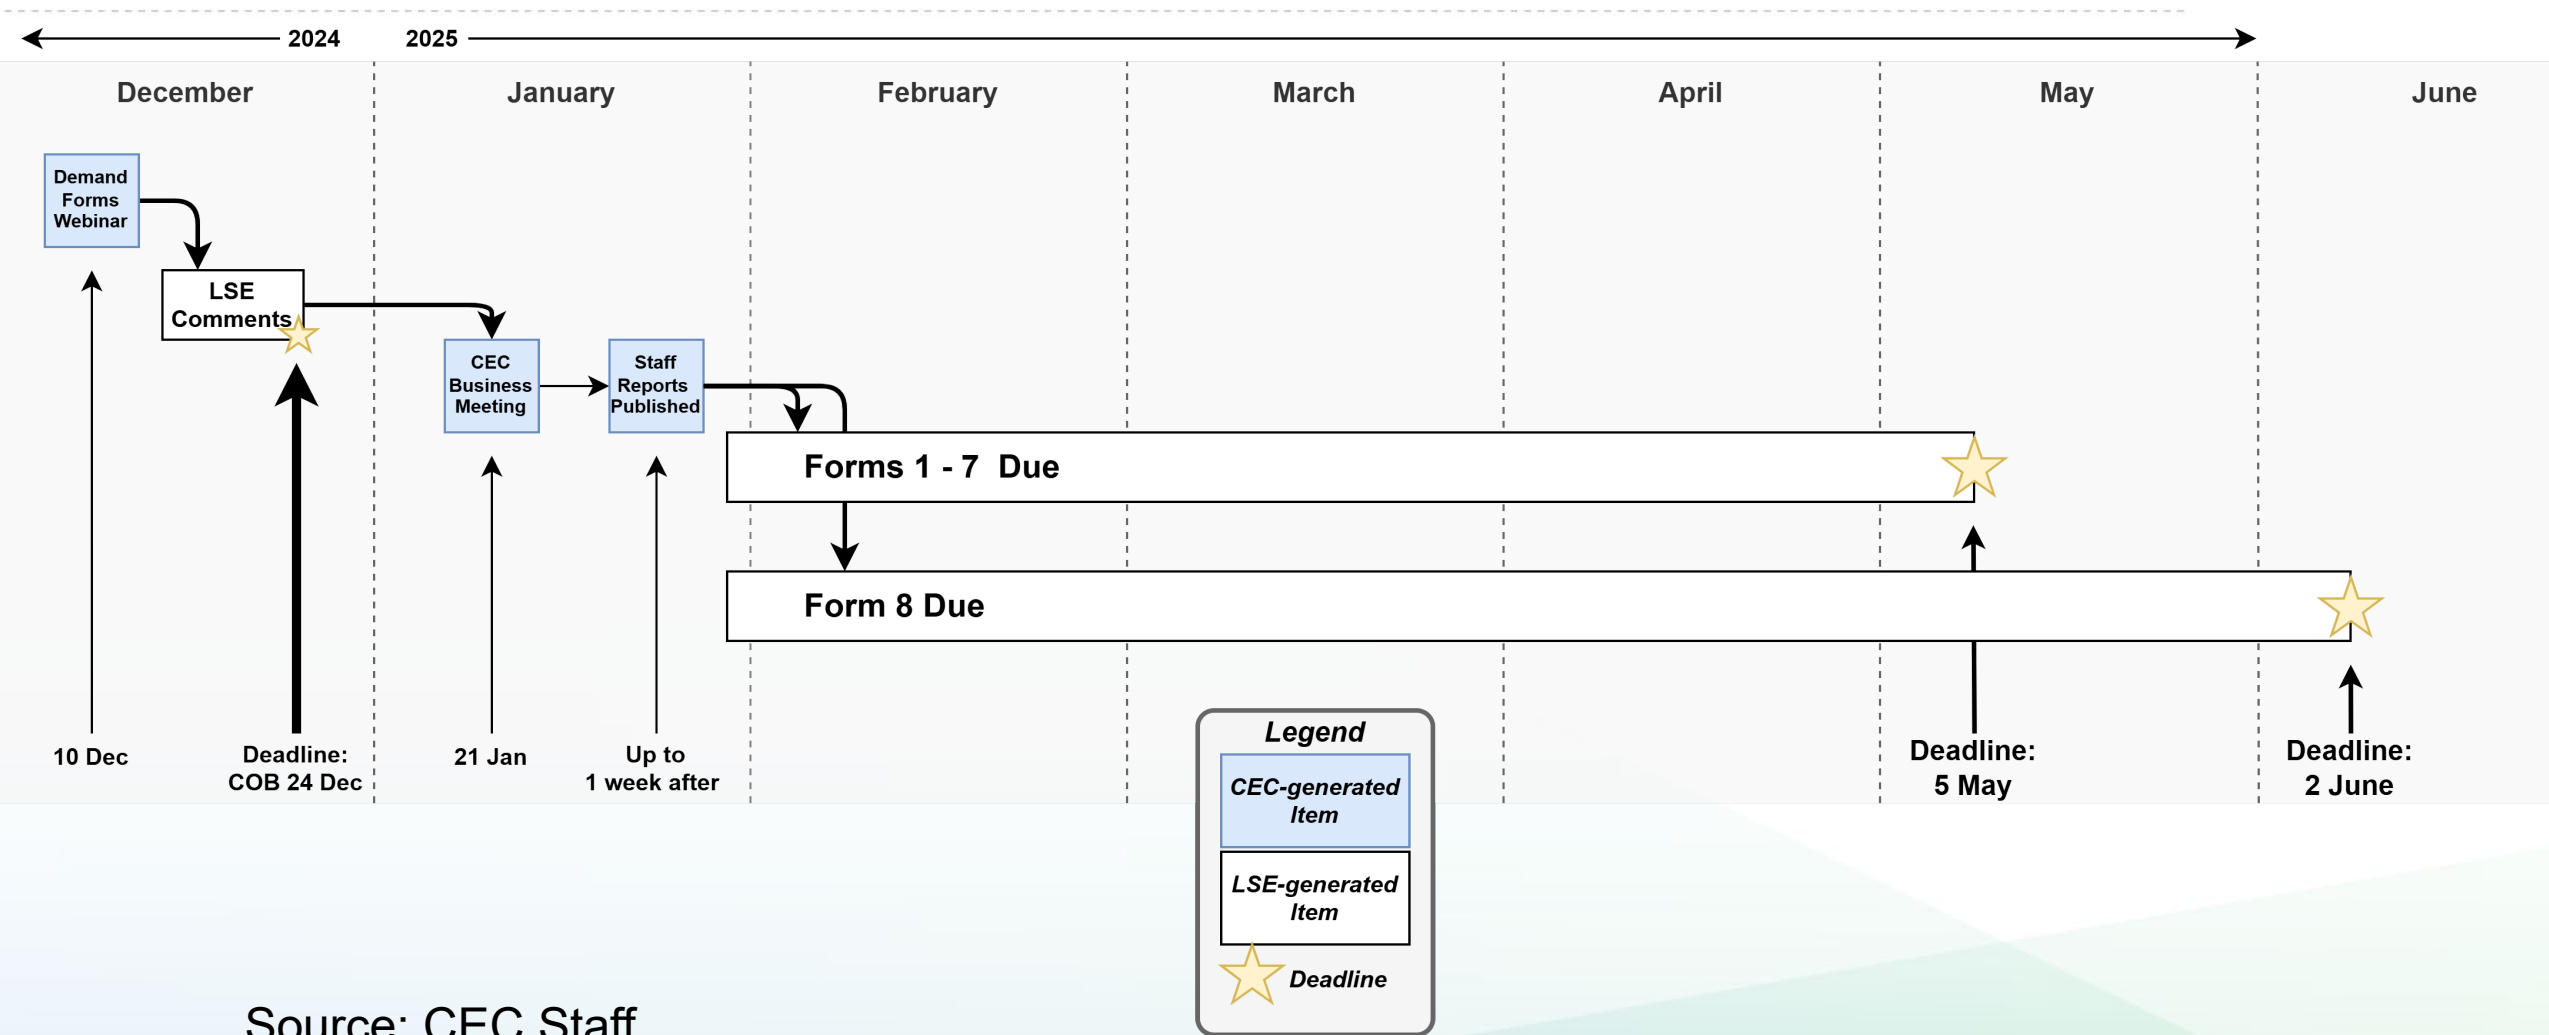 2024
2025
December
January
February
March
April
May
June
Demand
Forms
Webinar
LSE
Comments
CEC
Business
Meeting
Staff
Reports
Published
Forms 1 - 7 Due
Form 8 Due
10 Dec
Deadline:
COB 24 Dec
21 Jan
Up to
1 week after
Deadline:
5 May
Deadline:
2 June
Legend
CEC-generated
Item
LSE-generated
Item
Deadline
Source: CEC Staff